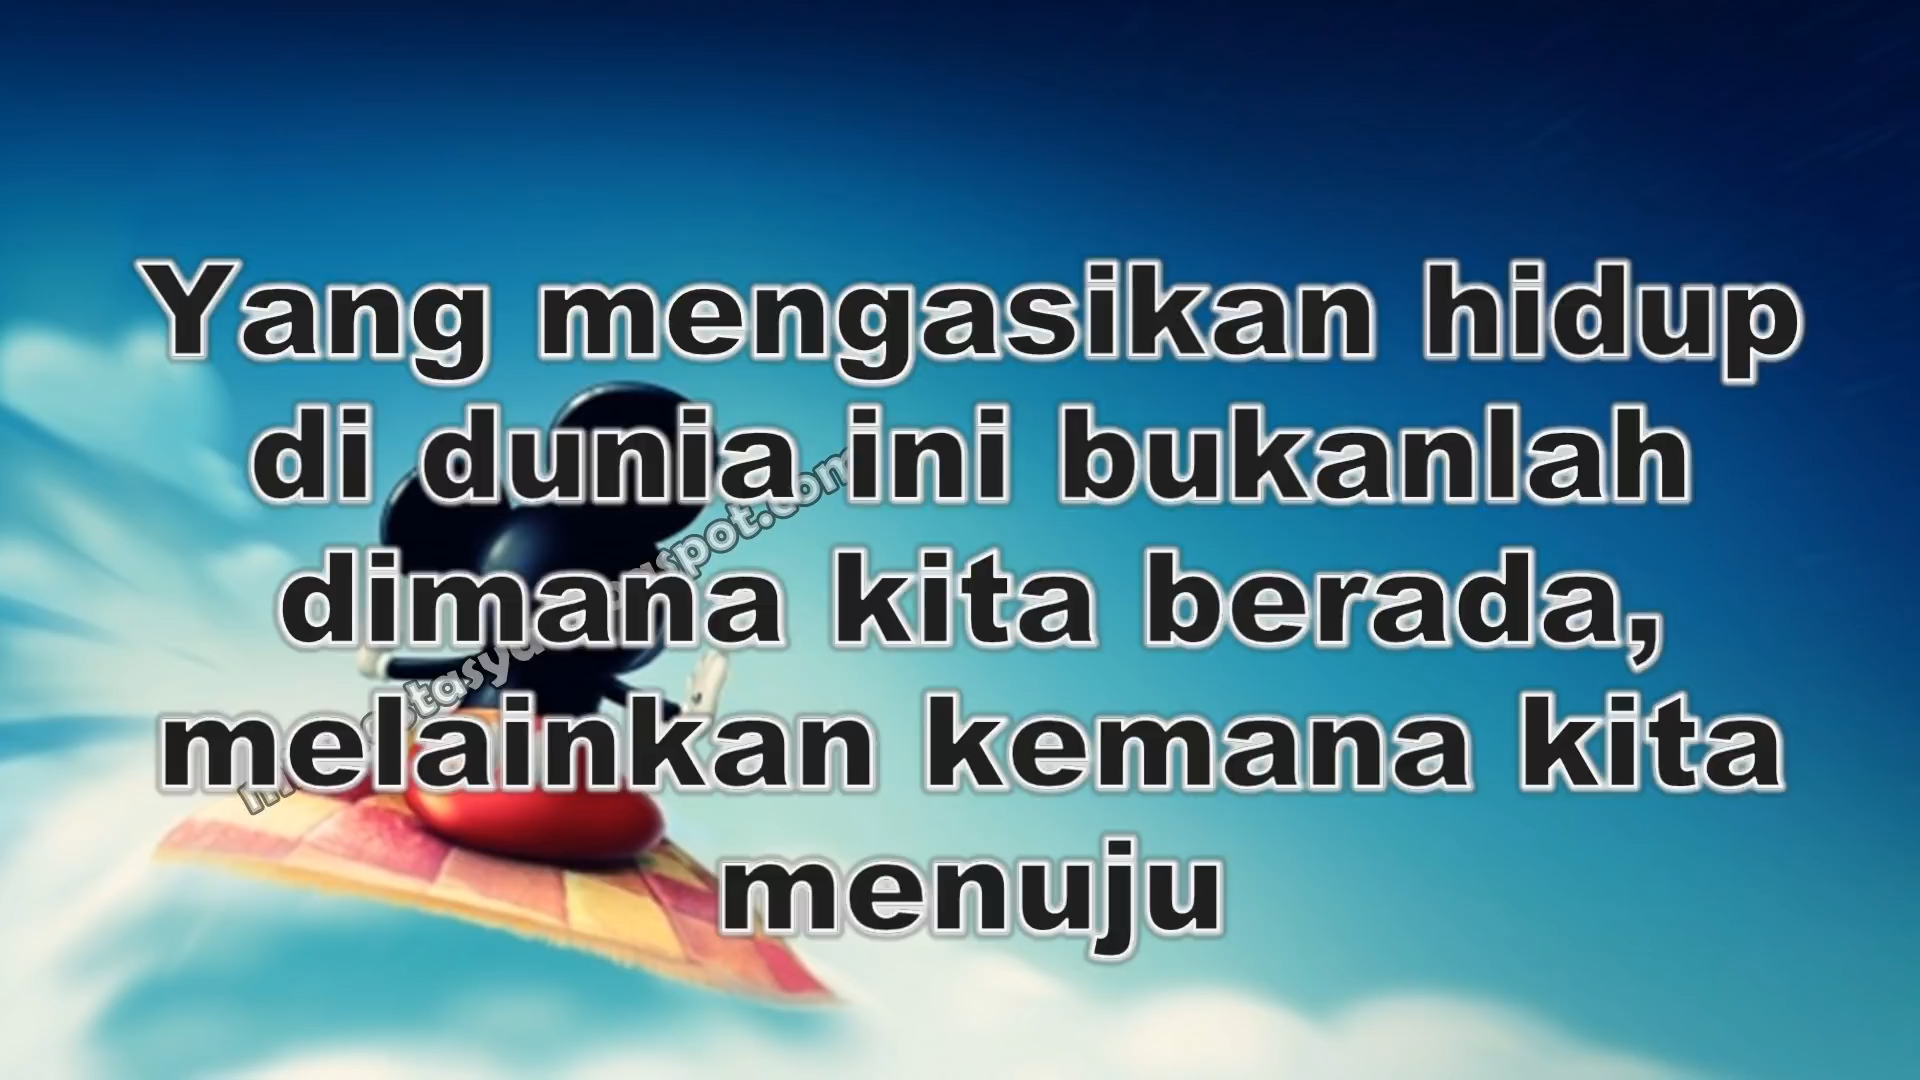 Yang mengasikan hidup
di dunia ini bukanlah
dimana kita berada,
melainkan kemana kita
menuju